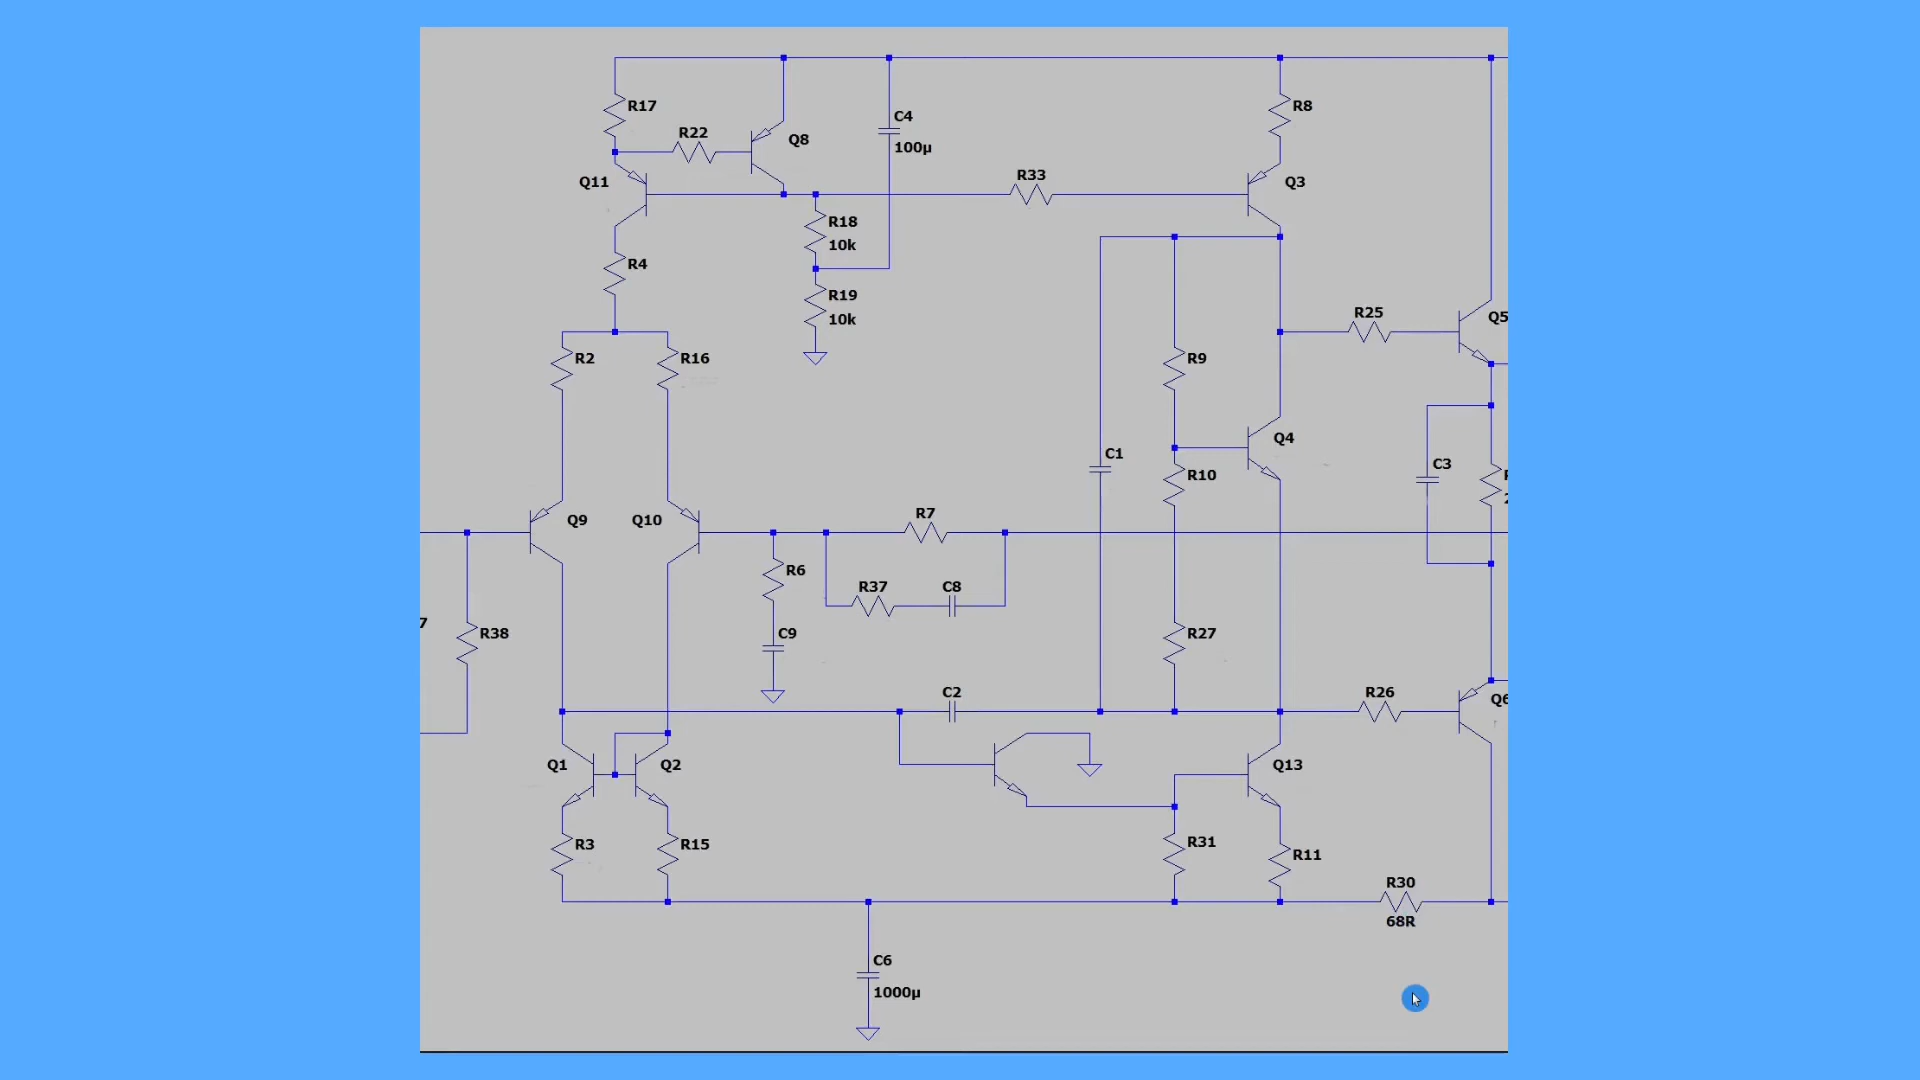 R17
R8
C4
R22
Q8
100µ
R33
Q11
Q3
R18
10k
R4
R19
10k
R25
Q5
R2
R16
R9
Q4
C1
C3
R10
R7
Q9
Q10
R6
R37
C8
7
R38
C9
R27
C2
R26
Q6
Q1
Q2
Q13
R3
R15
R31
R11
R30
68R
C6
1000µ